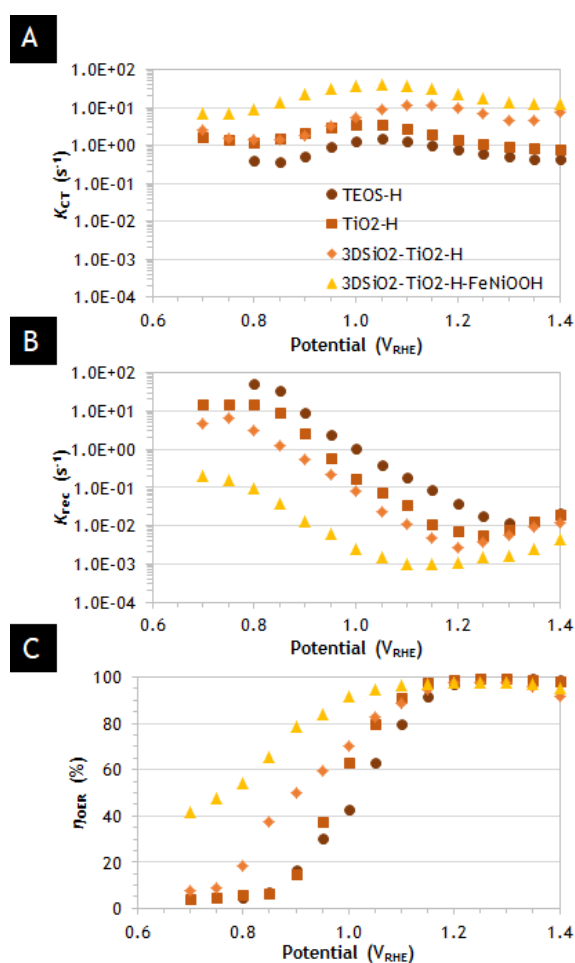 A
1.0E+02
1.0E+01
1.0E+00
1.0E-01
1.0E-02
1.0E-03
1.0E-04
KCT (s-1)
TEOS-H
TiO2-H
3DSiO2-TiO2-H
3DSiO2-TiO2-H-FeNiOOH
0.6 0.8 1.0 1.2 1.4
Potential (VRHE)
B
1.0E+02
1.0E+01
1.0E+00
1.0E-01
1.0E-02
1.0E-03
1.0E-04
Krec (s-1)
0.6 0.8 1.0 1.2 1.4
Potential (VRHE)
C
100
80
60
40
20
0
ηOER (%)
0.6 0.8 1.0 1.2 1.4
Potential (VRHE)